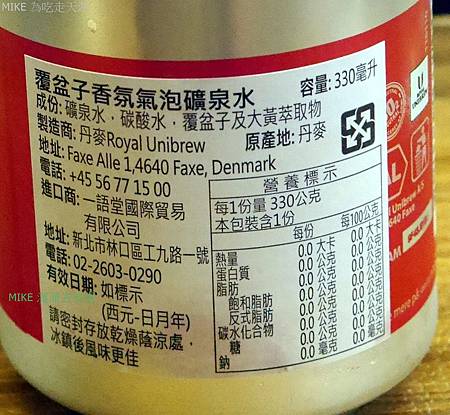 MIKE 為吃走天
覆盆子香氛氣泡礦泉水
容量: 330毫升
成份: 礦泉水，碳酸水，覆盆子及大黃萃取物
製造商: 丹麥Royal Unibrew 原產地: 丹麥
地址: Faxe Alle 1,4640 Faxe, Denmark
電話: +45 56 77 15 00
進口商: 一語堂國際貿易
有限公司
地址: 新北市林口區工九路一號
電話: 02-2603-0290
有效日期: 如標示
(西元-日月年)
請密封存放乾燥陰涼處，
冰鎮後風味更佳
營養標示
每1份量 330公克
本包裝含1份
每份 每100公克
熱量 0.0 大卡 0.0 大卡
蛋白質 0.0 公克 0.0 公克
脂肪 0.0 公克 0.0 公克
飽和脂肪 0.0 公克 0.0 公克
反式脂肪 0.0 公克 0.0 公克
碳水化合物 0.0 公克 0.0 公克
糖 0.0 公克 0.0 公克
鈉 0.0 毫克 0.0 毫克
MIKE
Unibrew A/S
4640 Faxe